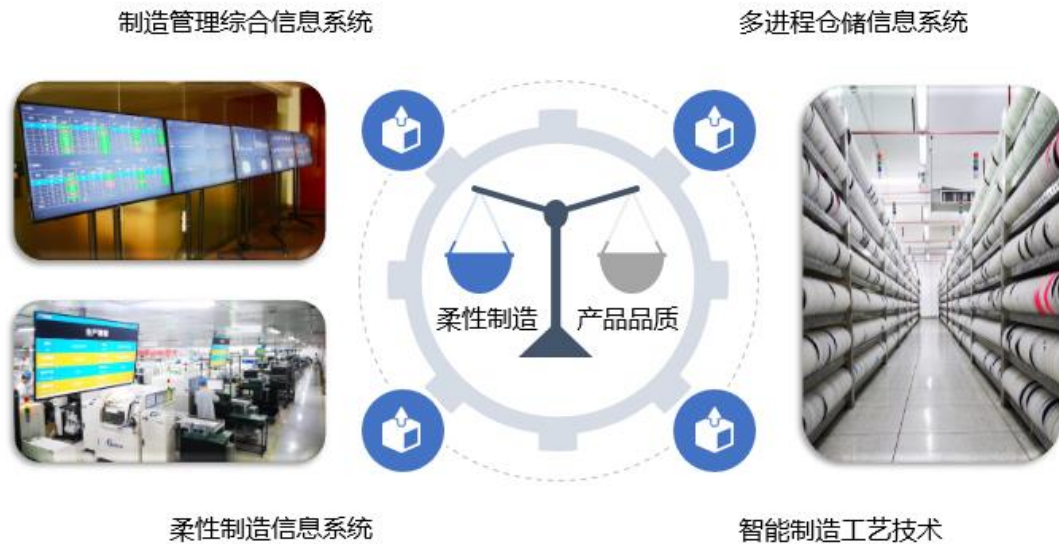 制造管理综合信息系统
多进程仓储信息系统
柔性制造
产品品质
柔性制造信息系统
智能制造工艺技术